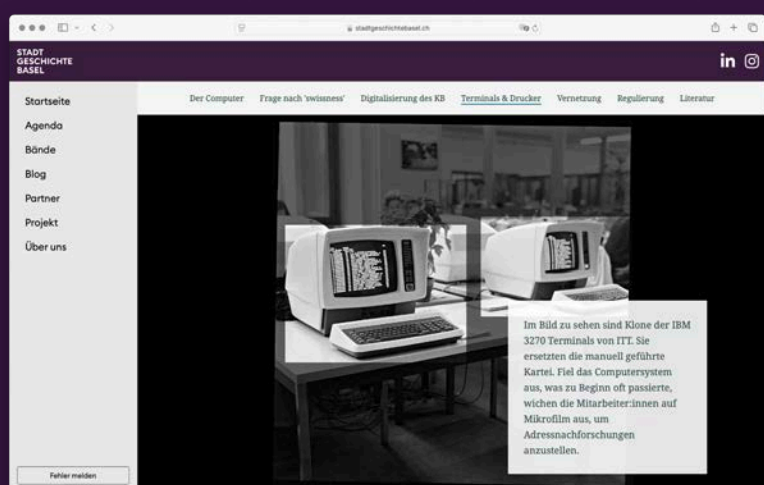 stadtgeschichtebasel.ch
STADT
GESCHICHTE
BASEL
Startseite
Agenda
Bände
Blog
Partner
Projekt
Über uns
Fehler melden
Der Computer Frage nach 'swissness' Digitalisierung des KB Terminals & Drucker Vernetzung Regulierung Literatur
Im Bild zu sehen sind Klone der IBM
3270 Terminals von ITT. Sie
ersetzten die manuell geführte
Kartei. Fiel das Computersystem
aus, was zu Beginn oft passierte,
wichen die Mitarbeiter:innen auf
Mikrofilm aus, um
Adressnachforschungen
anzustellen.